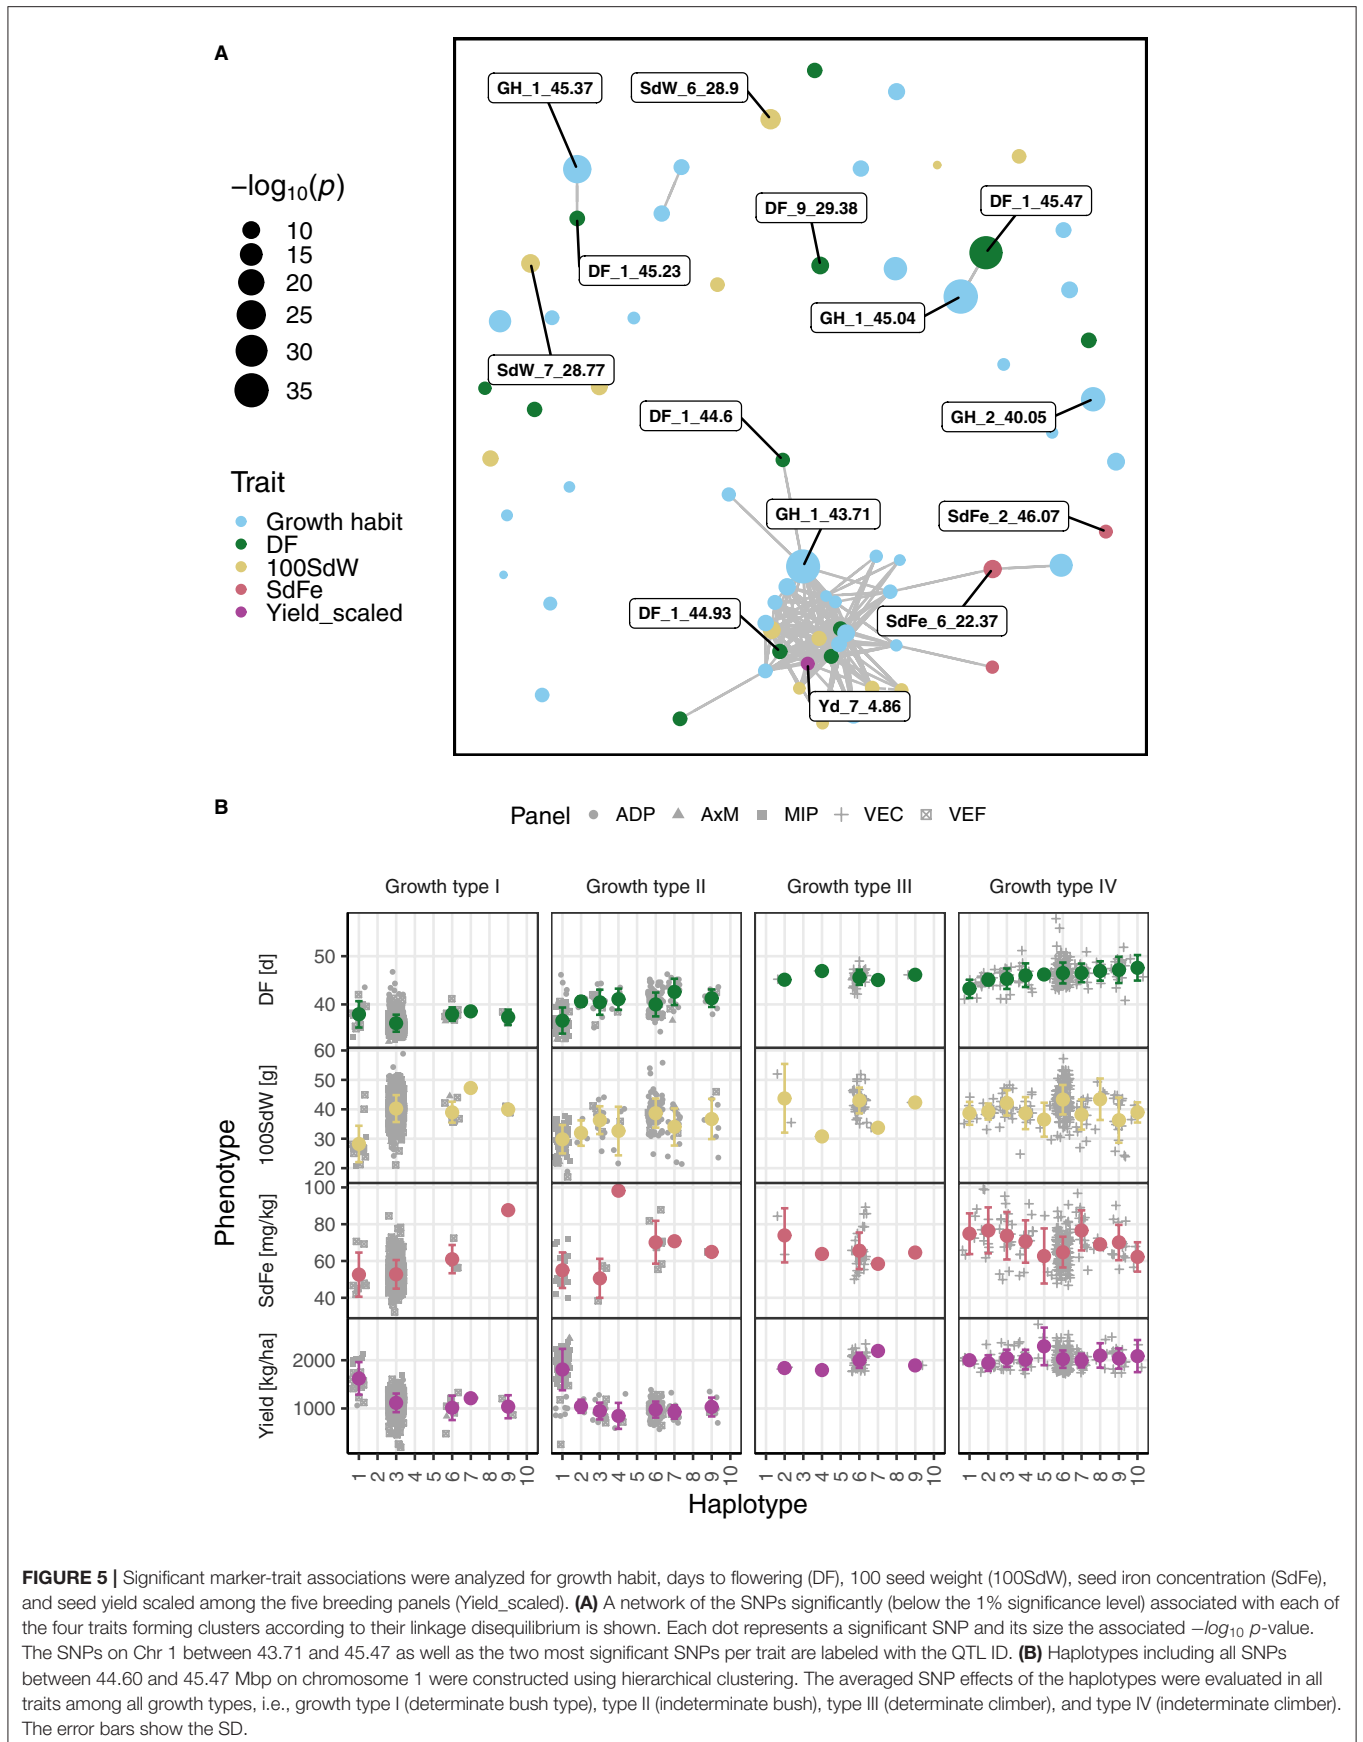 A
GH_1_45.37
SdW_6_28.9
−log10(p)
10
15
20
25
30
35
DF_9_29.38
DF_1_45.47
DF_1_45.23
GH_1_45.04
SdW_7_28.77
DF_1_44.6
GH_2_40.05
Trait
Growth habit
DF
100SdW
SdFe
Yield_scaled
GH_1_43.71
SdFe_2_46.07
DF_1_44.93
SdFe_6_22.37
Yd_7_4.86
B
Panel ADP AxM MIP VEC VEF
Growth type I Growth type II Growth type III Growth type IV
Phenotype
DF [d]
50
40
100SdW [g]
60
50
40
30
20
SdFe [mg/kg]
100
80
60
40
Yield [kg/ha]
2000
1000
1 2 3 4 5 6 7 8 9 10 1 2 3 4 5 6 7 8 9 10 1 2 3 4 5 6 7 8 9 10 1 2 3 4 5 6 7 8 9 10
Haplotype
FIGURE 5 | Significant marker-trait associations were analyzed for growth habit, days to flowering (DF), 100 seed weight (100SdW), seed iron concentration (SdFe),
and seed yield scaled among the five breeding panels (Yield_scaled). (A) A network of the SNPs significantly (below the 1% significance level) associated with each of
the four traits forming clusters according to their linkage disequilibrium is shown. Each dot represents a significant SNP and its size the associated −log10 p-value.
The SNPs on Chr 1 between 43.71 and 45.47 as well as the two most significant SNPs per trait are labeled with the QTL ID. (B) Haplotypes including all SNPs
between 44.60 and 45.47 Mbp on chromosome 1 were constructed using hierarchical clustering. The averaged SNP effects of the haplotypes were evaluated in all
traits among all growth types, i.e., growth type I (determinate bush type), type II (indeterminate bush), type III (determinate climber), and type IV (indeterminate climber).
The error bars show the SD.